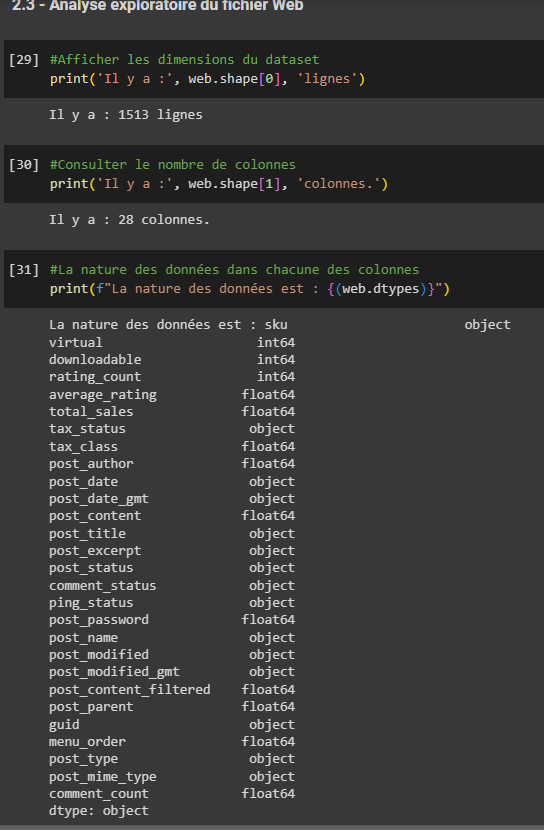 2.3 - Analyse exploratoire du fichier Web
[29] #Afficher les dimensions du dataset
print('Il y a :', web.shape[0], 'lignes')
Il y a : 1513 lignes
[30] #Consulter le nombre de colonnes
print('Il y a :', web.shape[1], 'colonnes.')
Il y a : 28 colonnes.
[31] #La nature des données dans chacune des colonnes
print(f"La nature des données est : {(web.dtypes)}")
La nature des données est : sku object
virtual int64
downloadable int64
rating_count int64
average_rating float64
total_sales float64
tax_status object
tax_class float64
post_author float64
post_date object
post_date_gmt object
post_content float64
post_title object
post_excerpt object
post_status object
comment_status object
ping_status object
post_password float64
post_name object
post_modified object
post_modified_gmt object
post_content_filtered float64
post_parent float64
guid object
menu_order float64
post_type object
post_mime_type object
comment_count float64
dtype: object